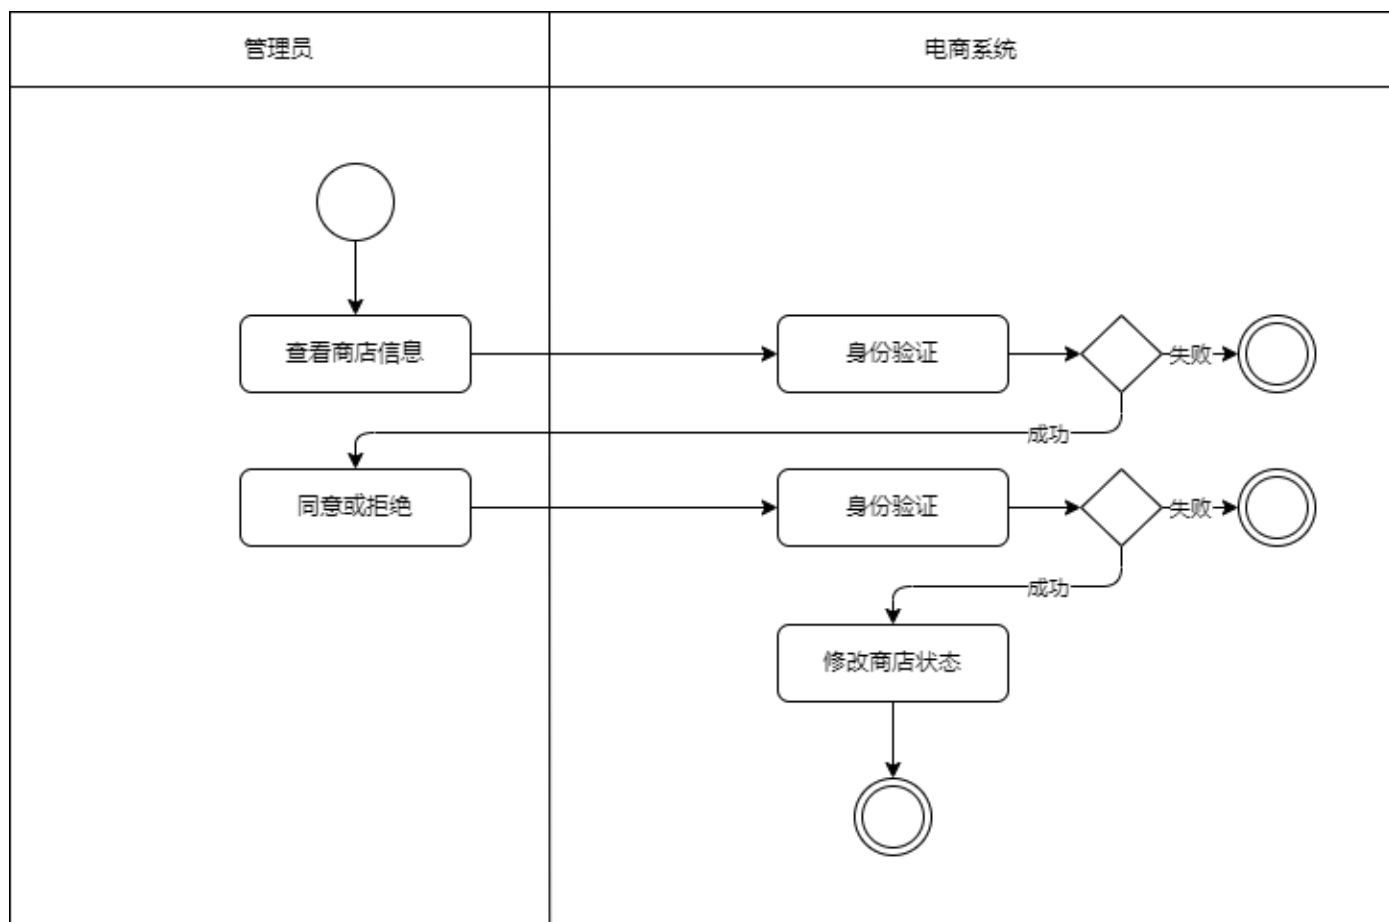 管理员
电商系统
查看商店信息
身份验证
失败
成功
同意或拒绝
身份验证
失败
成功
修改商店状态